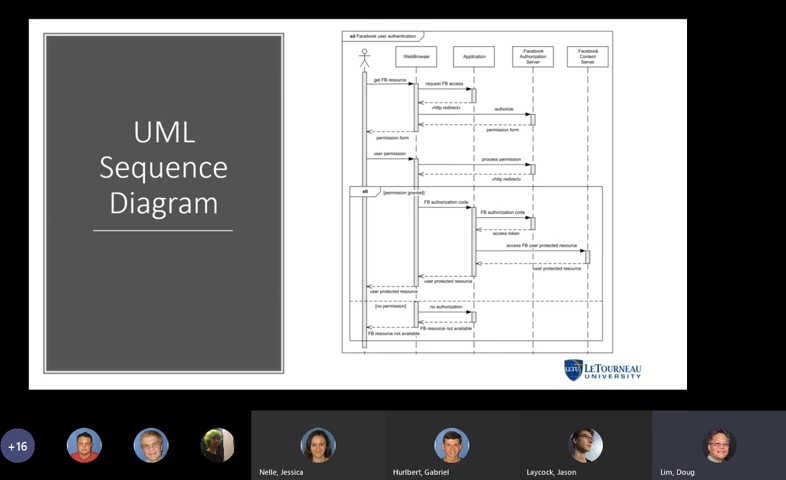 UML
Sequence
Diagram
sd Facebook user authentication
:WebBrowser
:Application
:Facebook
Authorization
Server
:Facebook
Content
Server
get FB resource
request FB access
«http redirect»
authorize
permission form
permission form
user permission
process permission
«http redirect»
alt
[permission granted]
FB authorization code
FB authorization code
access token
access FB user protected resource
user protected resource
user protected resource
user protected resource
[no permission]
no authorization
FB resource not available
FB resource not available
LETU
LETOURNEAU
UNIVERSITY
+16
Nelle, Jessica
Hurlbert, Gabriel
Laycock, Jason
Lim, Doug